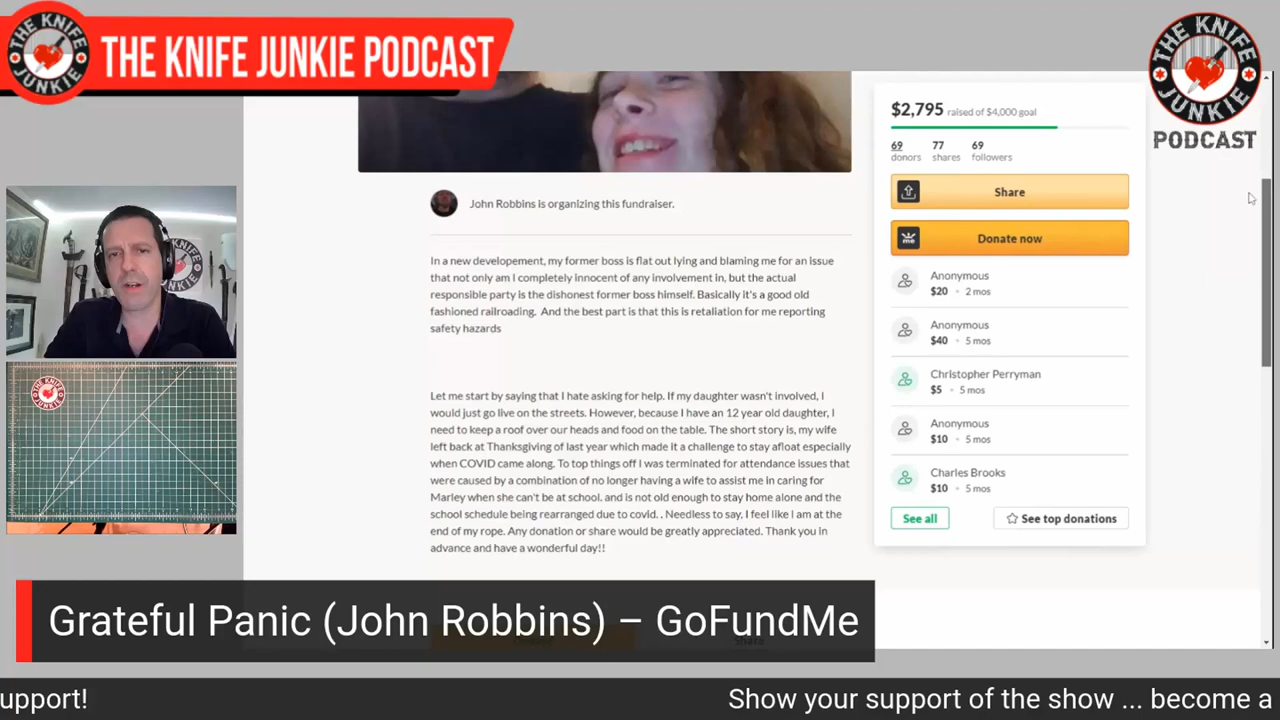 THE KNIFE JUNKIE PODCAST
THE KNIFE
JUNKIE
THE KNIFE
JUNKIE
PODCAST
$2,795 raised of $4,000 goal
69 donors
77 shares
69 followers
Share
Donate now
Anonymous
$20 • 2 mos
Anonymous
$40 • 5 mos
Christopher Perryman
$5 • 5 mos
Anonymous
$10 • 5 mos
Charles Brooks
$10 • 5 mos
See all
See top donations
John Robbins is organizing this fundraiser.
In a new developement, my former boss is flat out lying and blaming me for an issue
that not only am I completely innocent of any involvement in, but the actual
responsible party is the dishonest former boss himself. Basically it's a good old
fashioned railroading. And the best part is that this is retaliation for me reporting
safety hazards
Let me start by saying that I hate asking for help. If my daughter wasn't involved, I
would just go live on the streets. However, because I have an 12 year old daughter, I
need to keep a roof over our heads and food on the table. The short story is, my wife
left back at Thanksgiving of last year which made it a challenge to stay afloat especially
when COVID came along. To top things off I was terminated for attendance issues that
were caused by a combination of no longer having a wife to assist me in caring for
Marley when she can't be at school. and is not old enough to stay home alone and the
school schedule being rearranged due to covid. . Needless to say, I feel like I am at the
end of my rope. Any donation or share would be greatly appreciated. Thank you in
advance and have a wonderful day!!
THE KNIFE
JUNKIE
Grateful Panic (John Robbins) – GoFundMe
upport!
Show your support of the show ... become a